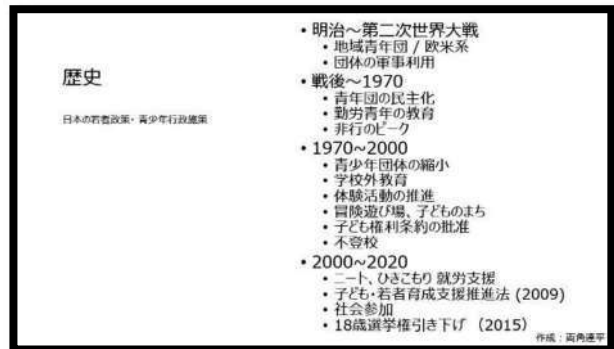 歴史
日本の若者政策・青少年行政施策
• 明治～第二次世界大戦
• 地域青年団 / 欧米系
• 団体の軍事利用
• 戦後～1970
• 青年団の民主化
• 勤労青年の教育
• 非行のピーク
• 1970~2000
• 青少年団体の縮小
• 学校外教育
• 体験活動の推進
• 冒険遊び場、子どものまち
• 子ども権利条約の批准
• 不登校
• 2000~2020
• ニート、ひきこもり 就労支援
• 子ども・若者育成支援推進法 (2009)
• 社会参加
• 18歳選挙権引き下げ （2015）
作成：両角達平